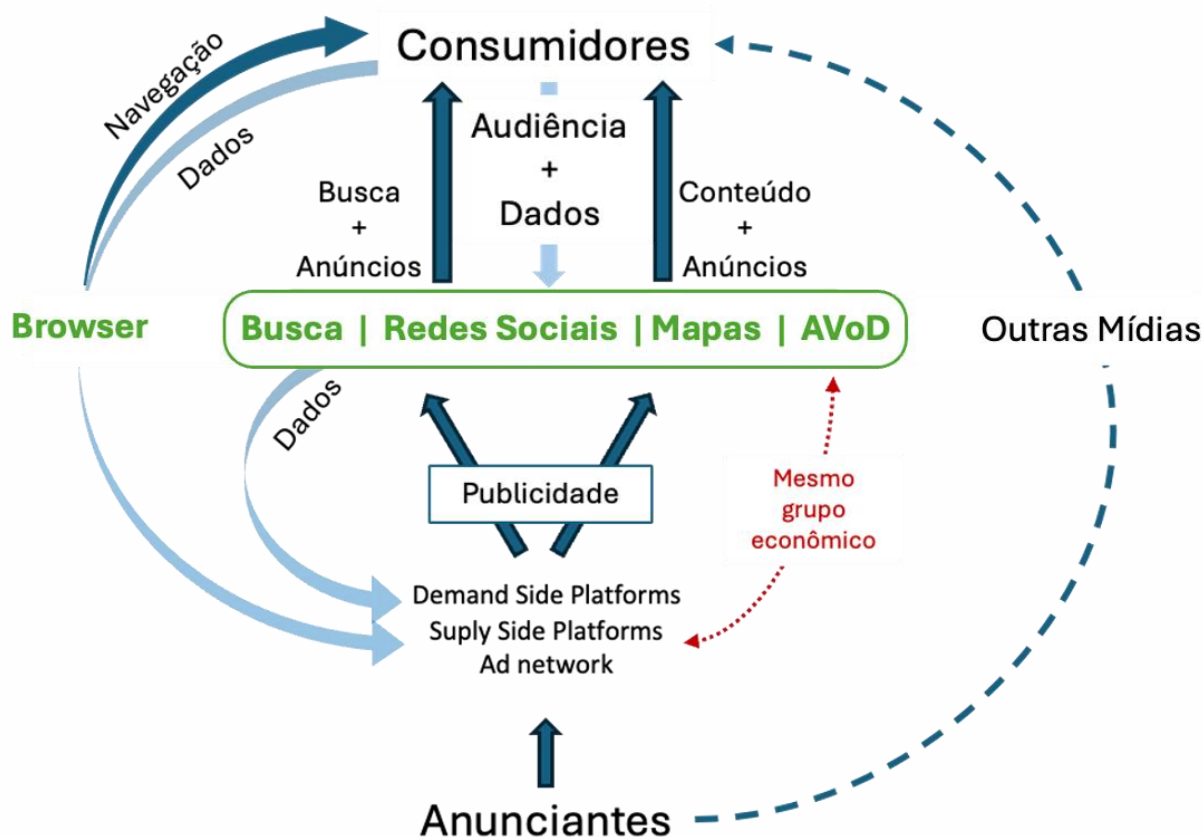 Consumidores
Navegação
Dados
Audiência
+
Dados
Busca
+
Anúncios
Conteúdo
+
Anúncios
Browser
Busca | Redes Sociais | Mapas | AVoD
Outras Mídias
Dados
Publicidade
Mesmo
grupo
econômico
Demand Side Platforms
Suply Side Platforms
Ad network
Anunciantes